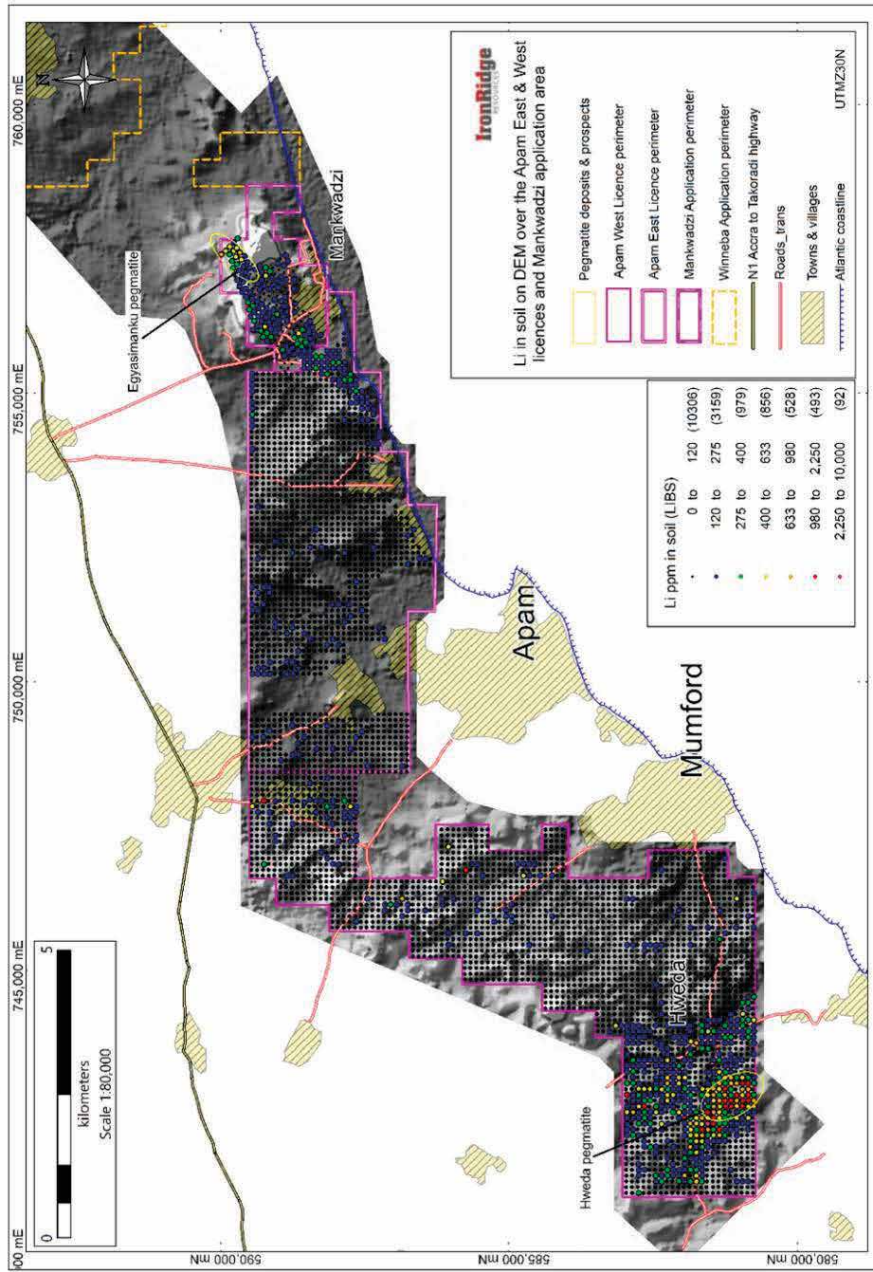 745,000 mE
750,000 mE
755,000 mE
760,000 mE
N
0
5
kilometers
Scale 1:80,000
Egyasimanku pegmatite
Mankwadzi
Apam
Mumford
Hweda
Hweda pegmatite
590,000 mN
585,000 mN
580,000 mN
Li ppm in soil (LIBS)
0 to 120 (10306)
120 to 275 (3159)
275 to 400 (979)
400 to 633 (856)
633 to 980 (528)
980 to 2,250 (493)
2,250 to 10,000 (92)
IronRidge
RESOURCES
Li in soil on DEM over the Apam East & West
licences and Mankwadzi application area
Pegmatite deposits & prospects
Apam West Licence perimeter
Apam East Licence perimeter
Mankwadzi Application perimeter
Winneba Application perimeter
N1 Accra to Takoradi highway
Roads_trans
Towns & villages
Atlantic coastline
UTMZ30N